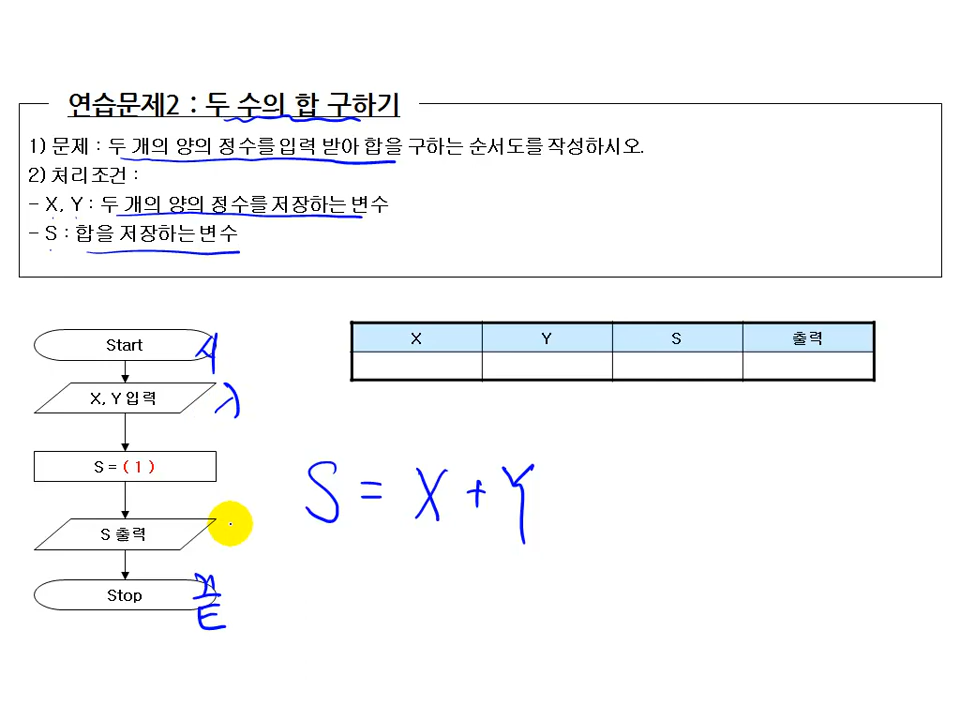 연습문제2 : 두 수의 합 구하기
1) 문제 : 두 개의 양의 정수를 입력 받아 합을 구하는 순서도를 작성하시오.
2) 처리조건 :
- X, Y : 두 개의 양의 정수를 저장하는 변수
- S : 합을 저장하는 변수
X Y S 출력
Start
X, Y 입력
S = ( 1 )
S = X + Y
S 출력
Stop